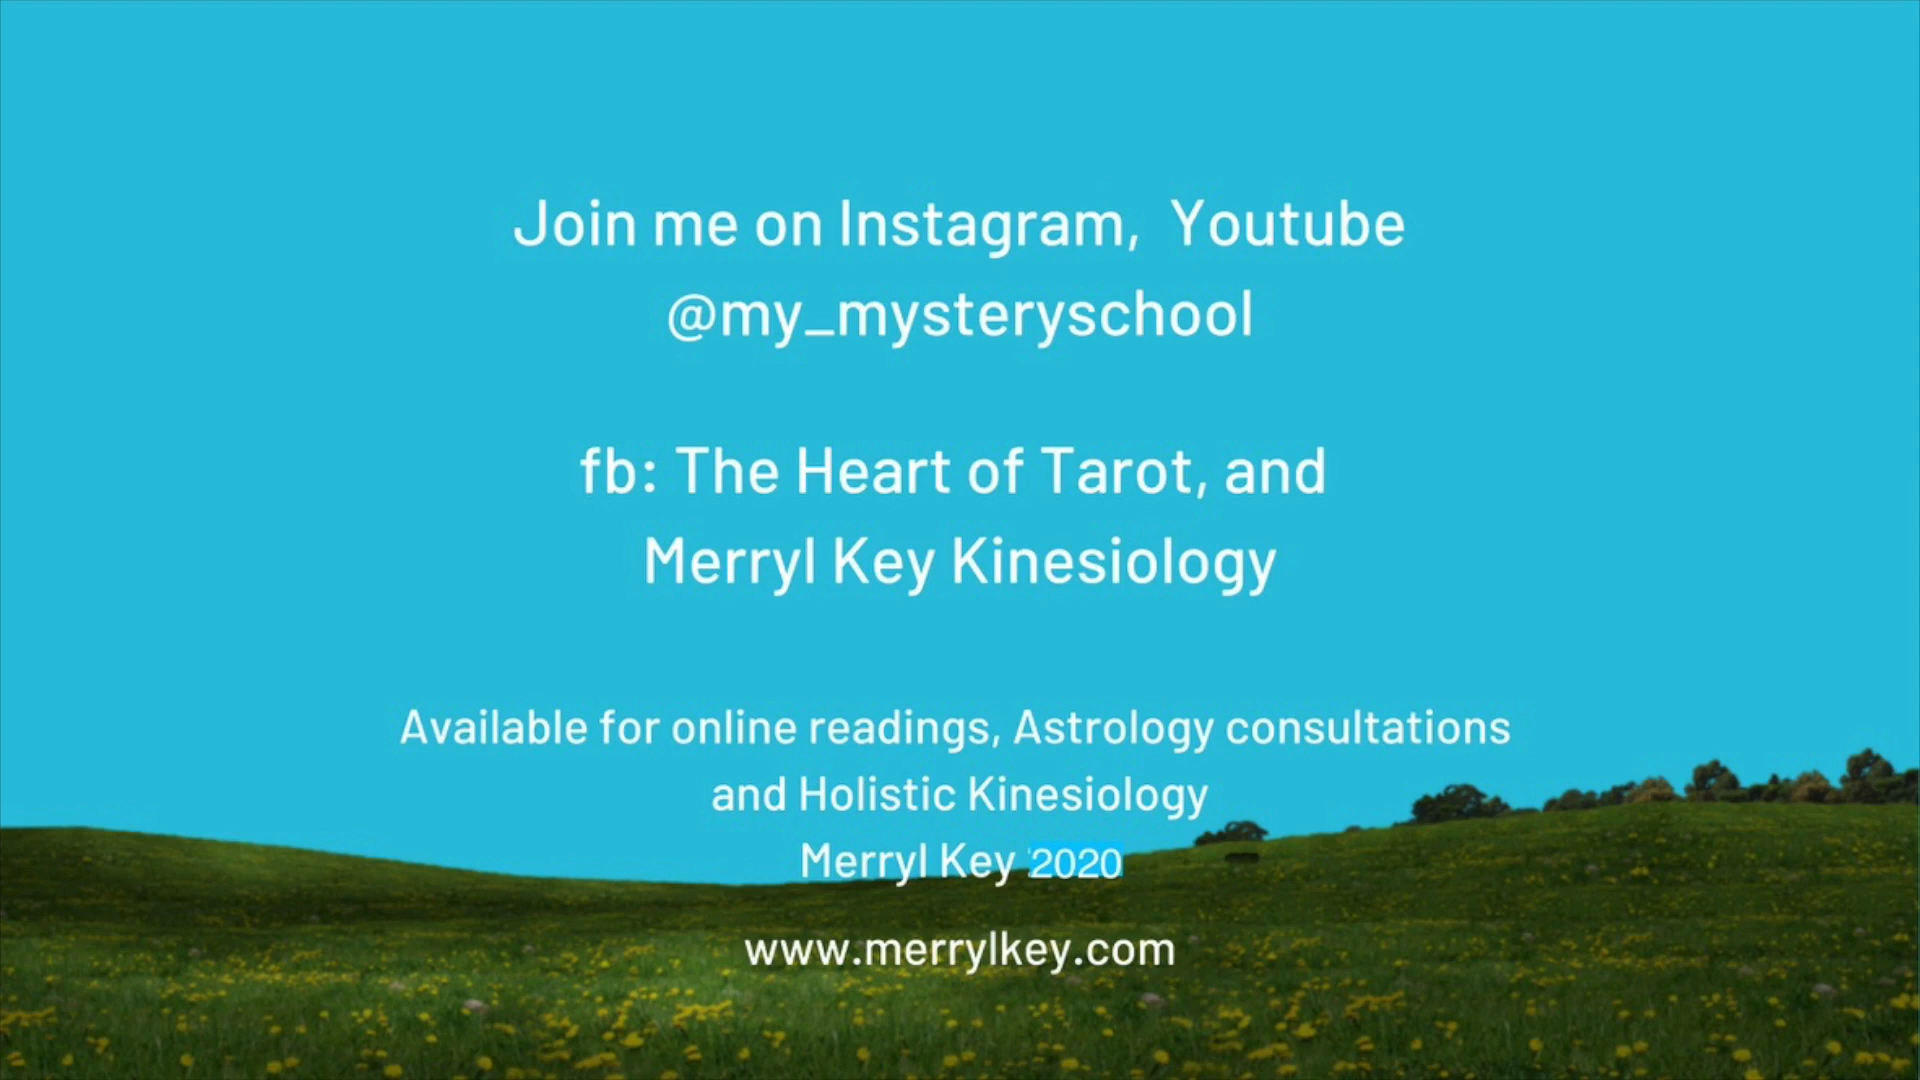 Join me on Instagram, Youtube
@my_mysteryschool
fb: The Heart of Tarot, and
Merryl Key Kinesiology
Available for online readings, Astrology consultations
and Holistic Kinesiology
Merryl Key 2020
www.merrylkey.com